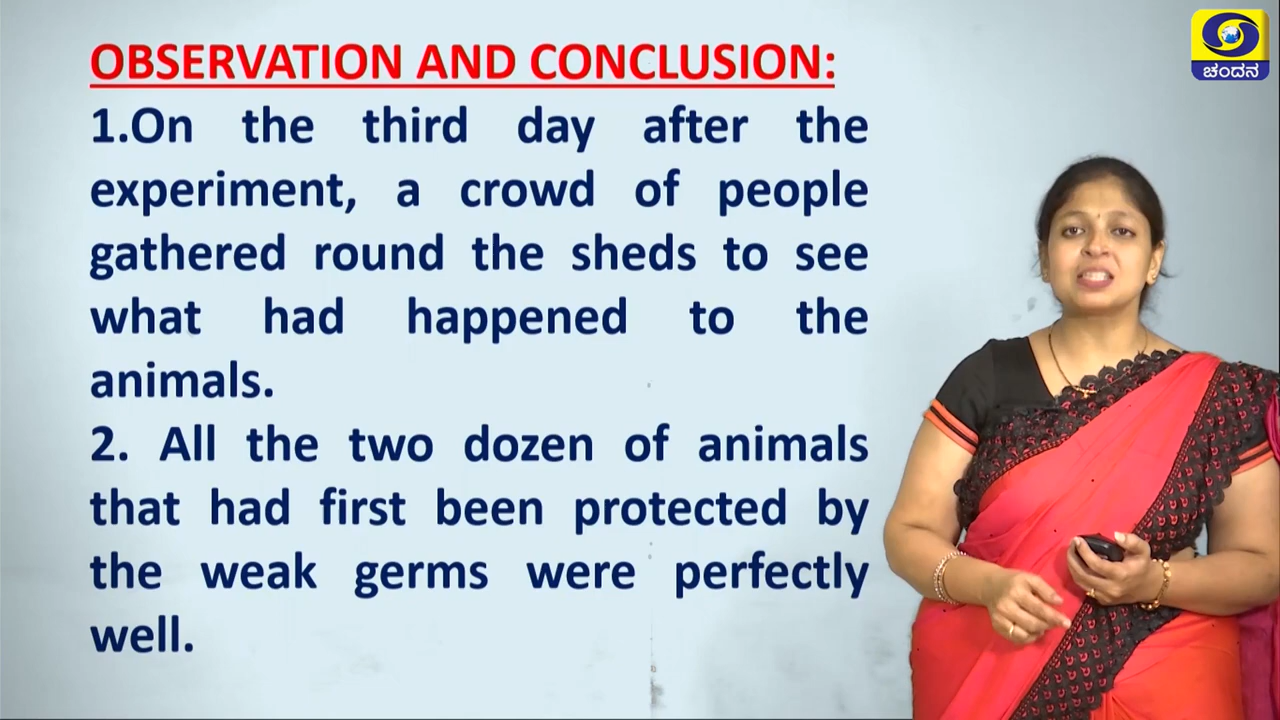 OBSERVATION AND CONCLUSION:
1.On the third day after the
experiment, a crowd of people
gathered round the sheds to see
what had happened to the
animals.
2. All the two dozen of animals
that had first been protected by
the weak germs were perfectly
well.
ಚಂದನ